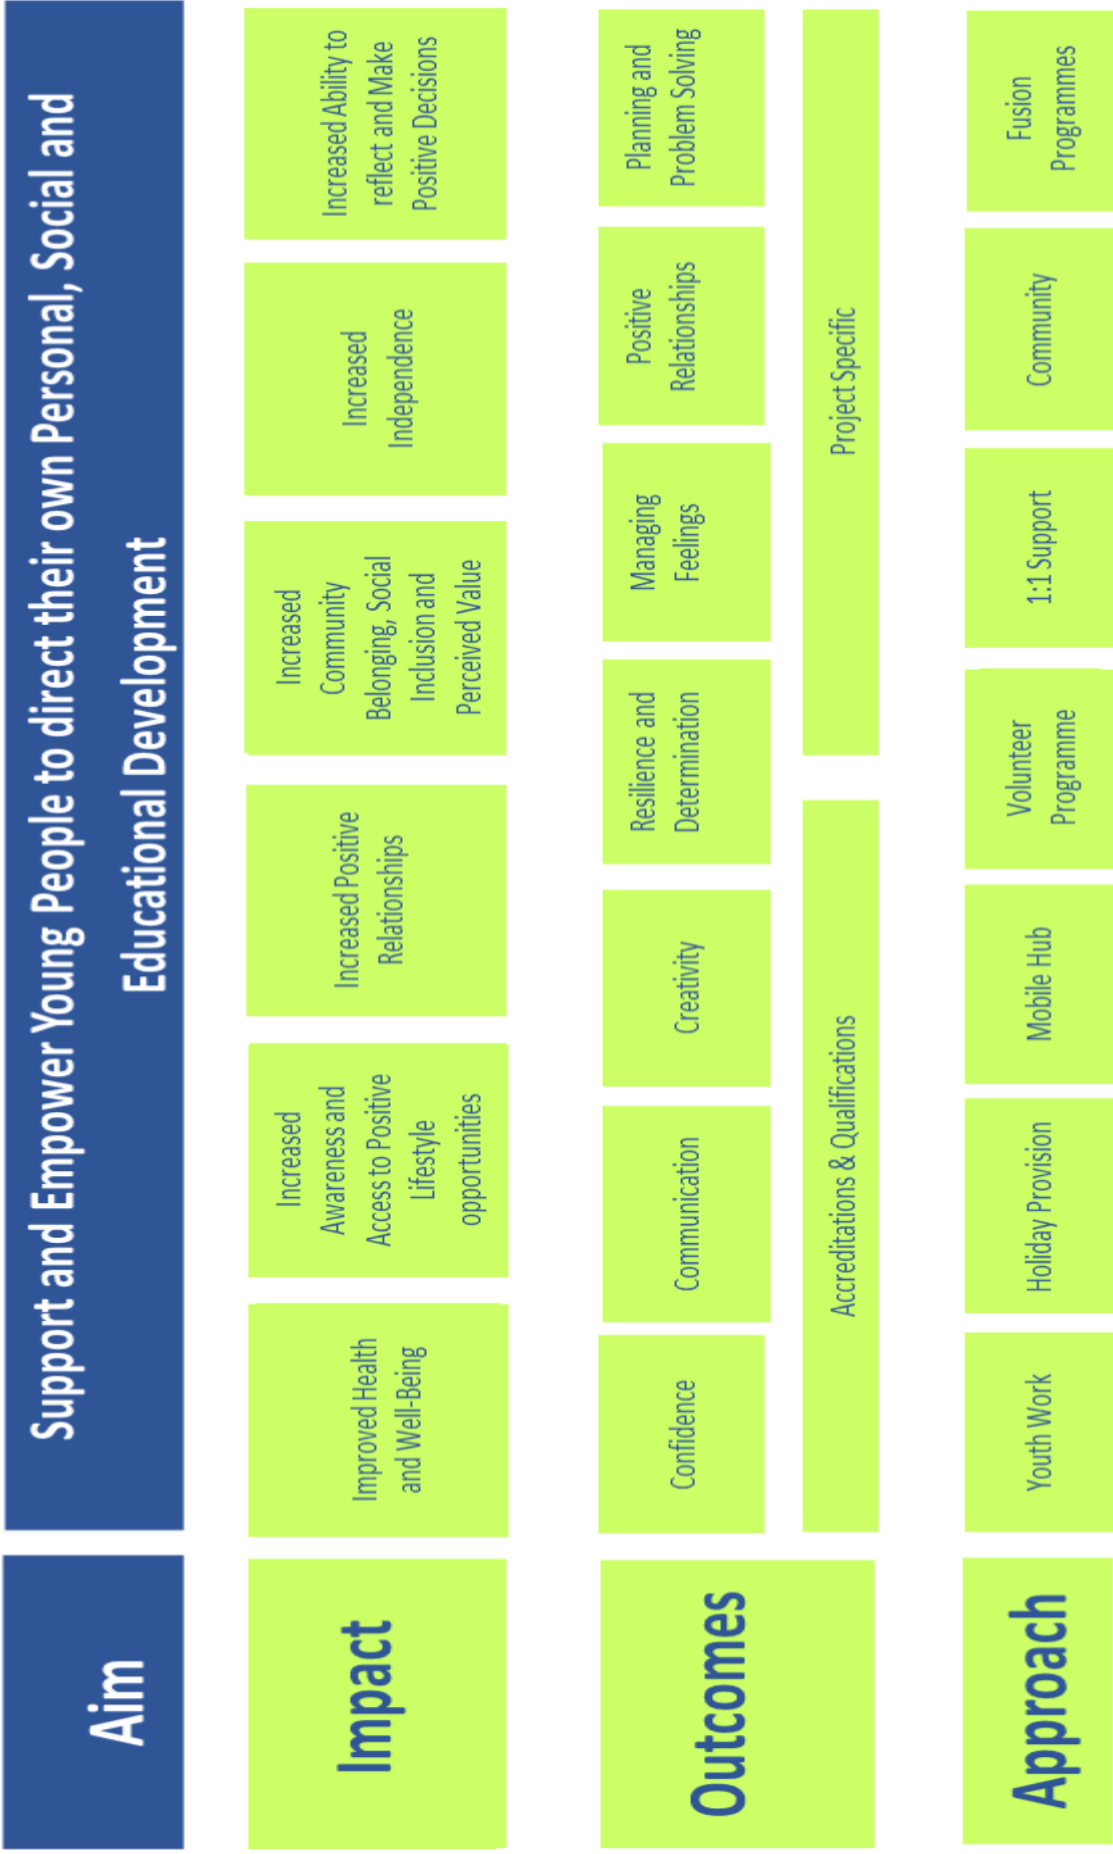 Aim
Support and Empower Young People to direct their own Personal, Social and
Educational Development
Impact
Improved Health
and Well-Being
Increased
Awareness and
Access to Positive
Lifestyle
opportunities
Increased Positive
Relationships
Increased
Community
Belonging, Social
Inclusion and
Perceived Value
Increased
Independence
Increased Ability to
reflect and Make
Positive Decisions
Outcomes
Confidence
Communication
Creativity
Resilience and
Determination
Managing
Feelings
Positive
Relationships
Planning and
Problem Solving
Accreditations & Qualifications
Project Specific
Approach
Youth Work
Holiday Provision
Mobile Hub
Volunteer
Programme
1:1 Support
Community
Fusion
Programmes